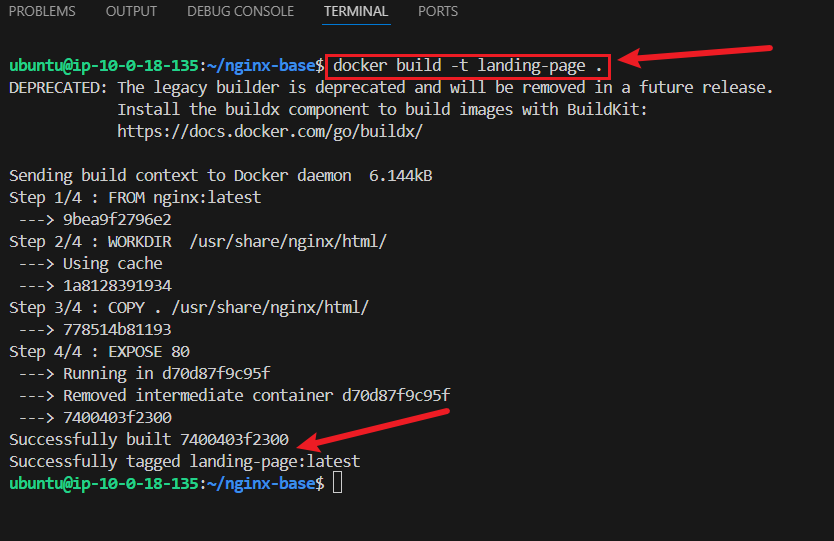 PROBLEMS OUTPUT DEBUG CONSOLE TERMINAL PORTS
ubuntu@ip-10-0-18-135:~/nginx-base$ docker build -t landing-page .
DEPRECATED: The legacy builder is deprecated and will be removed in a future release.
            Install the buildx component to build images with BuildKit:
            https://docs.docker.com/go/buildx/
Sending build context to Docker daemon  6.144kB
Step 1/4 : FROM nginx:latest
 ---> 9bea9f2796e2
Step 2/4 : WORKDIR  /usr/share/nginx/html/
 ---> Using cache
 ---> 1a8128391934
Step 3/4 : COPY . /usr/share/nginx/html/
 ---> 778514b81193
Step 4/4 : EXPOSE 80
 ---> Running in d70d87f9c95f
 ---> Removed intermediate container d70d87f9c95f
 ---> 7400403f2300
Successfully built 7400403f2300
Successfully tagged landing-page:latest
ubuntu@ip-10-0-18-135:~/nginx-base$